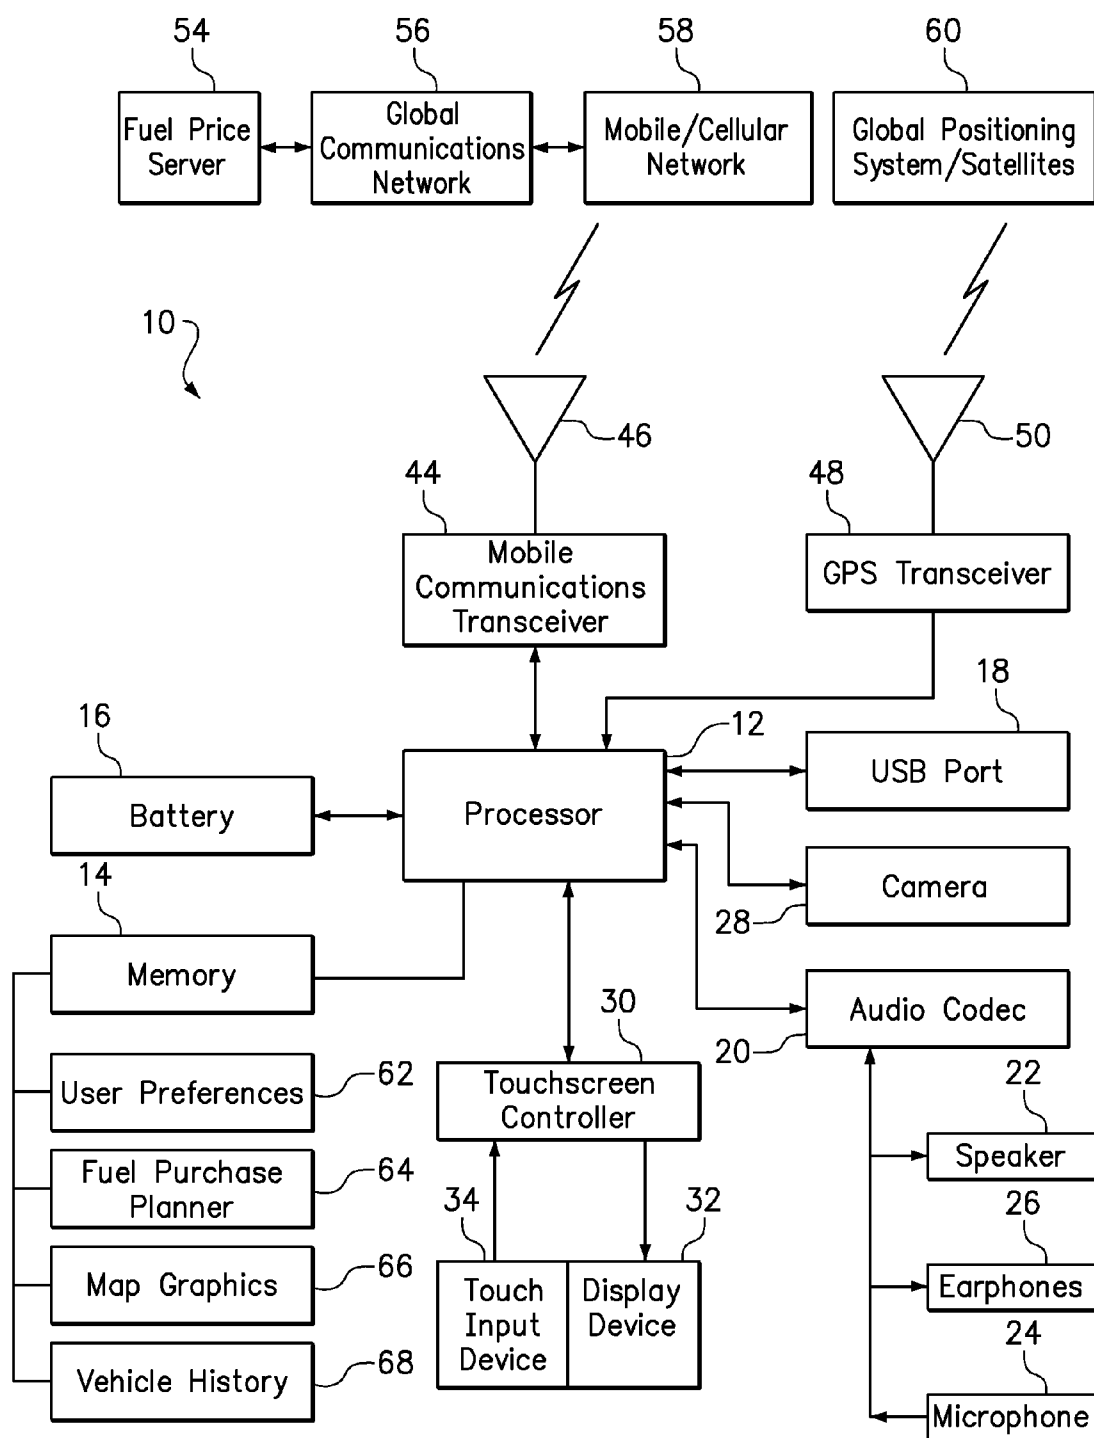 54
56
58
60
Fuel Price
Server
Global
Communications
Network
Mobile/Cellular
Network
Global Positioning
System/Satellites
10
46
50
44
48
Mobile
Communications
Transceiver
GPS Transceiver
16
12
18
Battery
Processor
USB Port
14
28
Camera
Memory
30
20
Audio Codec
User Preferences
62
Touchscreen
Controller
22
Speaker
Fuel Purchase
Planner
64
34
32
26
Map Graphics
66
Touch
Input
Device
Display
Device
Earphones
24
Vehicle History
68
Microphone